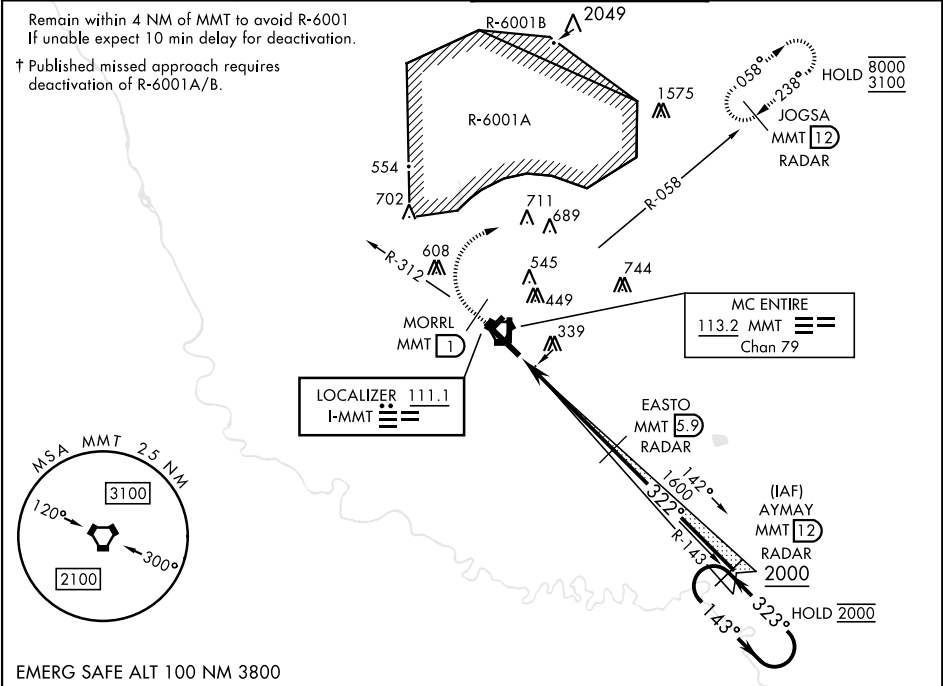 Remain within 4 NM of MMT to avoid R-6001
If unable expect 10 min delay for deactivation.
† Published missed approach requires
deactivation of R-6001A/B.
R-6001B
2049
R-6001A
1575
058°
238°
HOLD 8000
3100
JOGSA
MMT 12
RADAR
554
702
711
689
R-058
R-312
608
545
449
744
MORRL
MMT 1
339
MC ENTIRE
113.2 MMT
Chan 79
LOCALIZER 111.1
I-MMT
EASTO
MMT 5.9
RADAR
142°
1600
322°
R-143
(IAF)
AYMAY
MMT 12
RADAR
2000
323°
143°
HOLD 2000
MSA MMT 25 NM
3100
120°
300°
2100
EMERG SAFE ALT 100 NM 3800